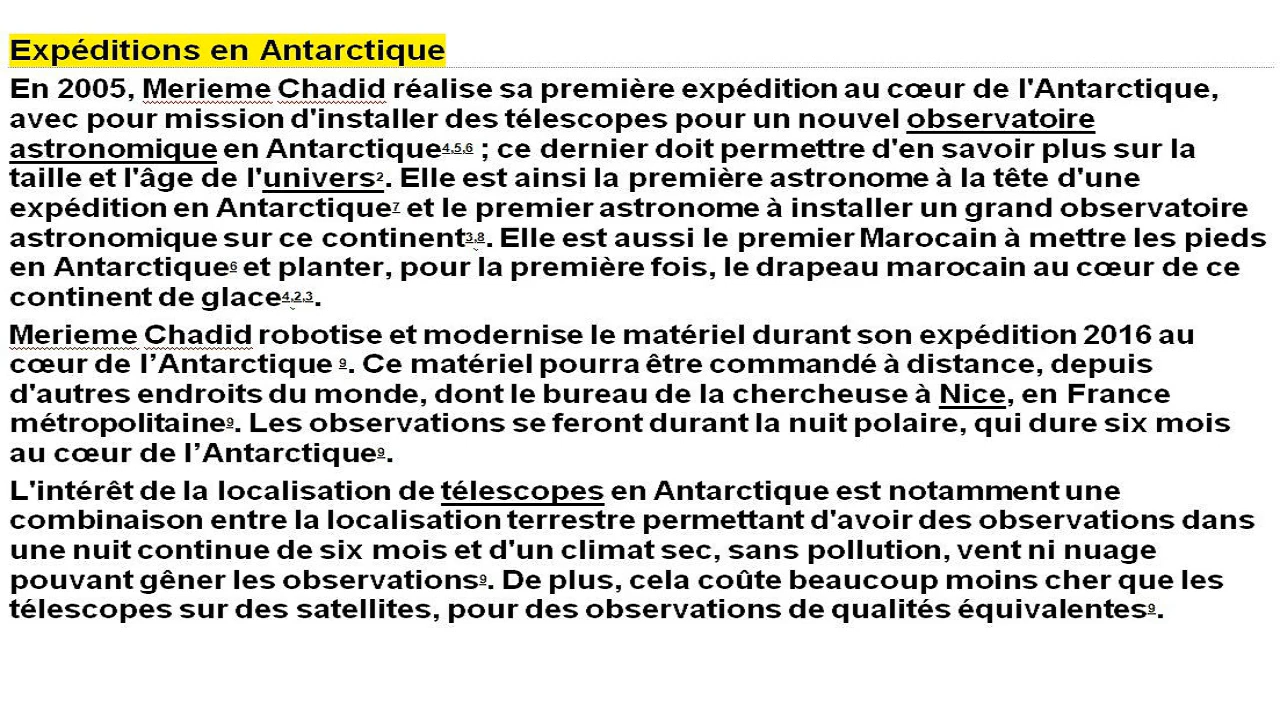 Expéditions en Antarctique
En 2005, Merieme Chadid réalise sa première expédition au cœur de l'Antarctique,
avec pour mission d'installer des télescopes pour un nouvel observatoire
astronomique en Antarctique4,5,6 ; ce dernier doit permettre d'en savoir plus sur la
taille et l'âge de l'univers2. Elle est ainsi la première astronome à la tête d'une
expédition en Antarctique7 et le premier astronome à installer un grand observatoire
astronomique sur ce continent3,8. Elle est aussi le premier Marocain à mettre les pieds
en Antarctique6 et planter, pour la première fois, le drapeau marocain au cœur de ce
continent de glace4,2,3.
Merieme Chadid robotise et modernise le matériel durant son expédition 2016 au
cœur de l’Antarctique 9. Ce matériel pourra être commandé à distance, depuis
d'autres endroits du monde, dont le bureau de la chercheuse à Nice, en France
métropolitaine9. Les observations se feront durant la nuit polaire, qui dure six mois
au cœur de l’Antarctique9.
L'intérêt de la localisation de télescopes en Antarctique est notamment une
combinaison entre la localisation terrestre permettant d'avoir des observations dans
une nuit continue de six mois et d'un climat sec, sans pollution, vent ni nuage
pouvant gêner les observations9. De plus, cela coûte beaucoup moins cher que les
télescopes sur des satellites, pour des observations de qualités équivalentes9.